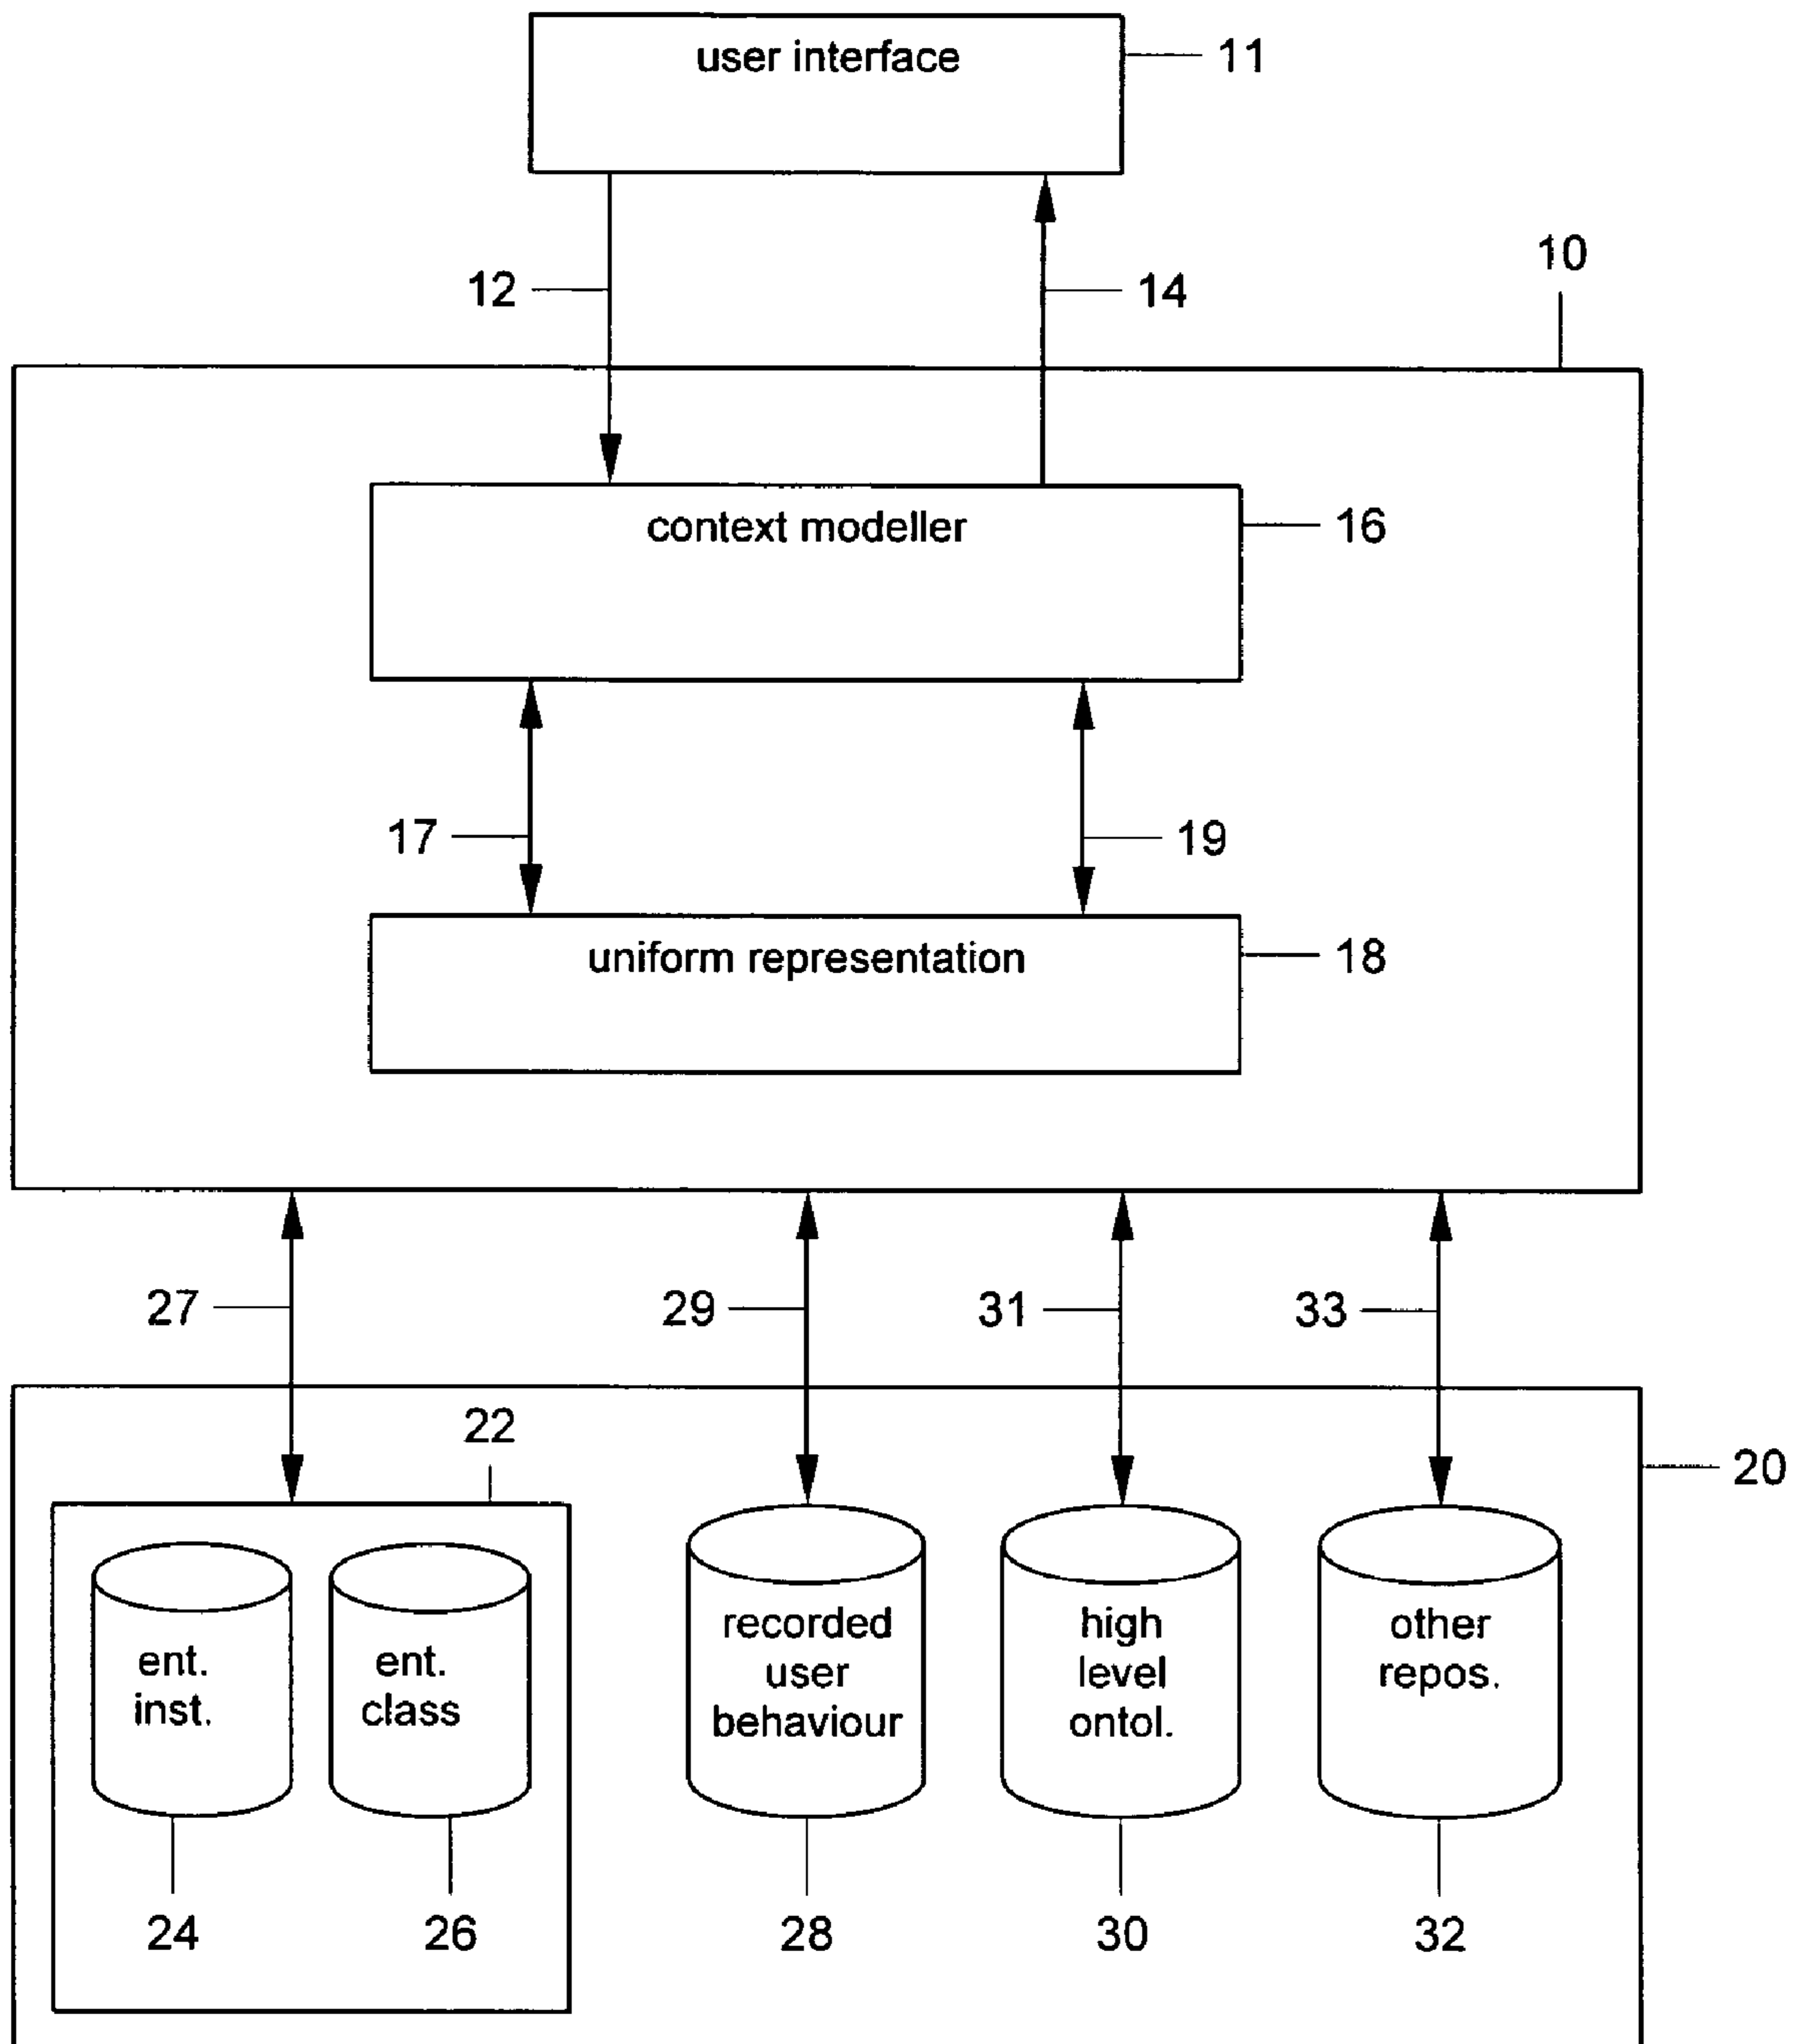 user interface
11
10
12
14
context modeller
16
17
19
uniform representation
18
27
29
31
33
22
20
ent.
inst.
ent.
class
recorded
user
behaviour
high
level
ontol.
other
repos.
24
26
28
30
32